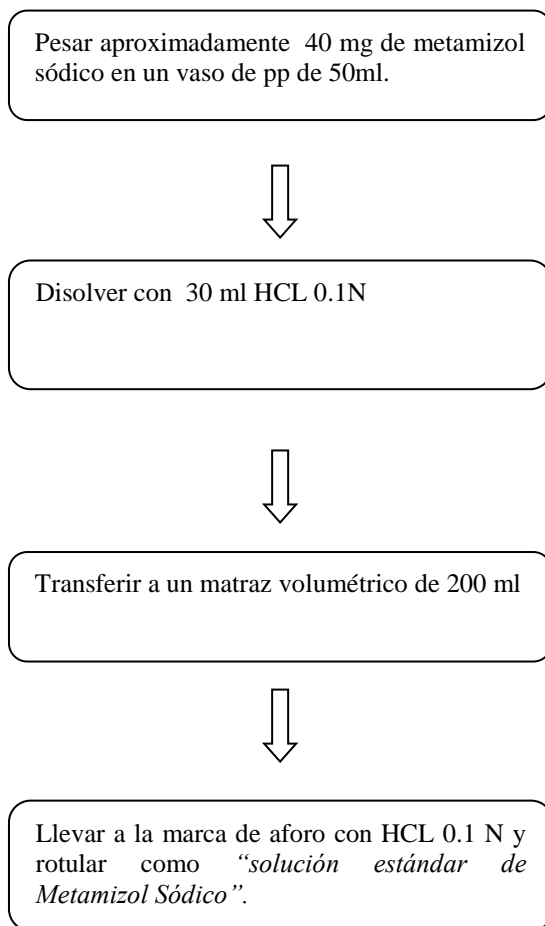 Pesar aproximadamente 40 mg de metamizol
sódico en un vaso de pp de 50ml.
Disolver con 30 ml HCL 0.1N
Transferir a un matraz volumétrico de 200 ml
Llevar a la marca de aforo con HCL 0.1 N y
rotular como “solución estándar de
Metamizol Sódico”.